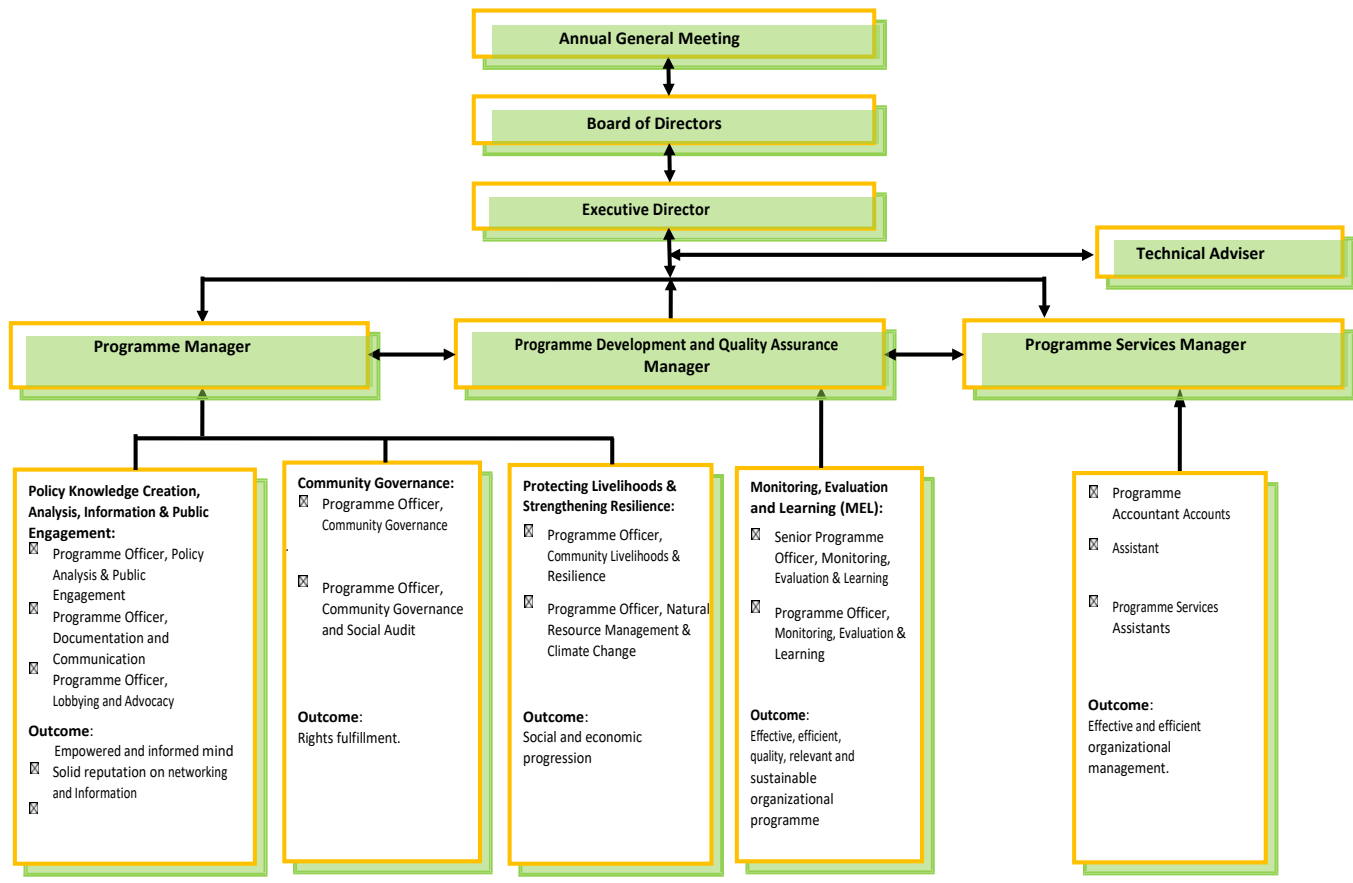 Annual General Meeting
Board of Directors
Executive Director
Technical Adviser
Programme Manager
Programme Development and Quality Assurance
Manager
Programme Services Manager
Policy Knowledge Creation,
Analysis, Information & Public
Engagement:
Programme Officer, Policy
Analysis & Public
Engagement
Programme Officer,
Documentation and
Communication
Programme Officer,
Lobbying and Advocacy
Outcome:
Empowered and informed mind
Solid reputation on networking
and Information
Community Governance:
Programme Officer,
Community Governance
.
Programme Officer,
Community Governance
and Social Audit
Outcome:
Rights fulfillment.
Protecting Livelihoods &
Strengthening Resilience:
Programme Officer,
Community Livelihoods &
Resilience
Programme Officer, Natural
Resource Management &
Climate Change
Outcome:
Social and economic
progression
Monitoring, Evaluation
and Learning (MEL):
Senior Programme
Officer, Monitoring,
Evaluation & Learning
Programme Officer,
Monitoring, Evaluation &
Learning
Outcome:
Effective, efficient,
quality, relevant and
sustainable
organizational
programme
Programme
Accountant Accounts
Assistant
Programme Services
Assistants
Outcome:
Effective and efficient
organizational
management.